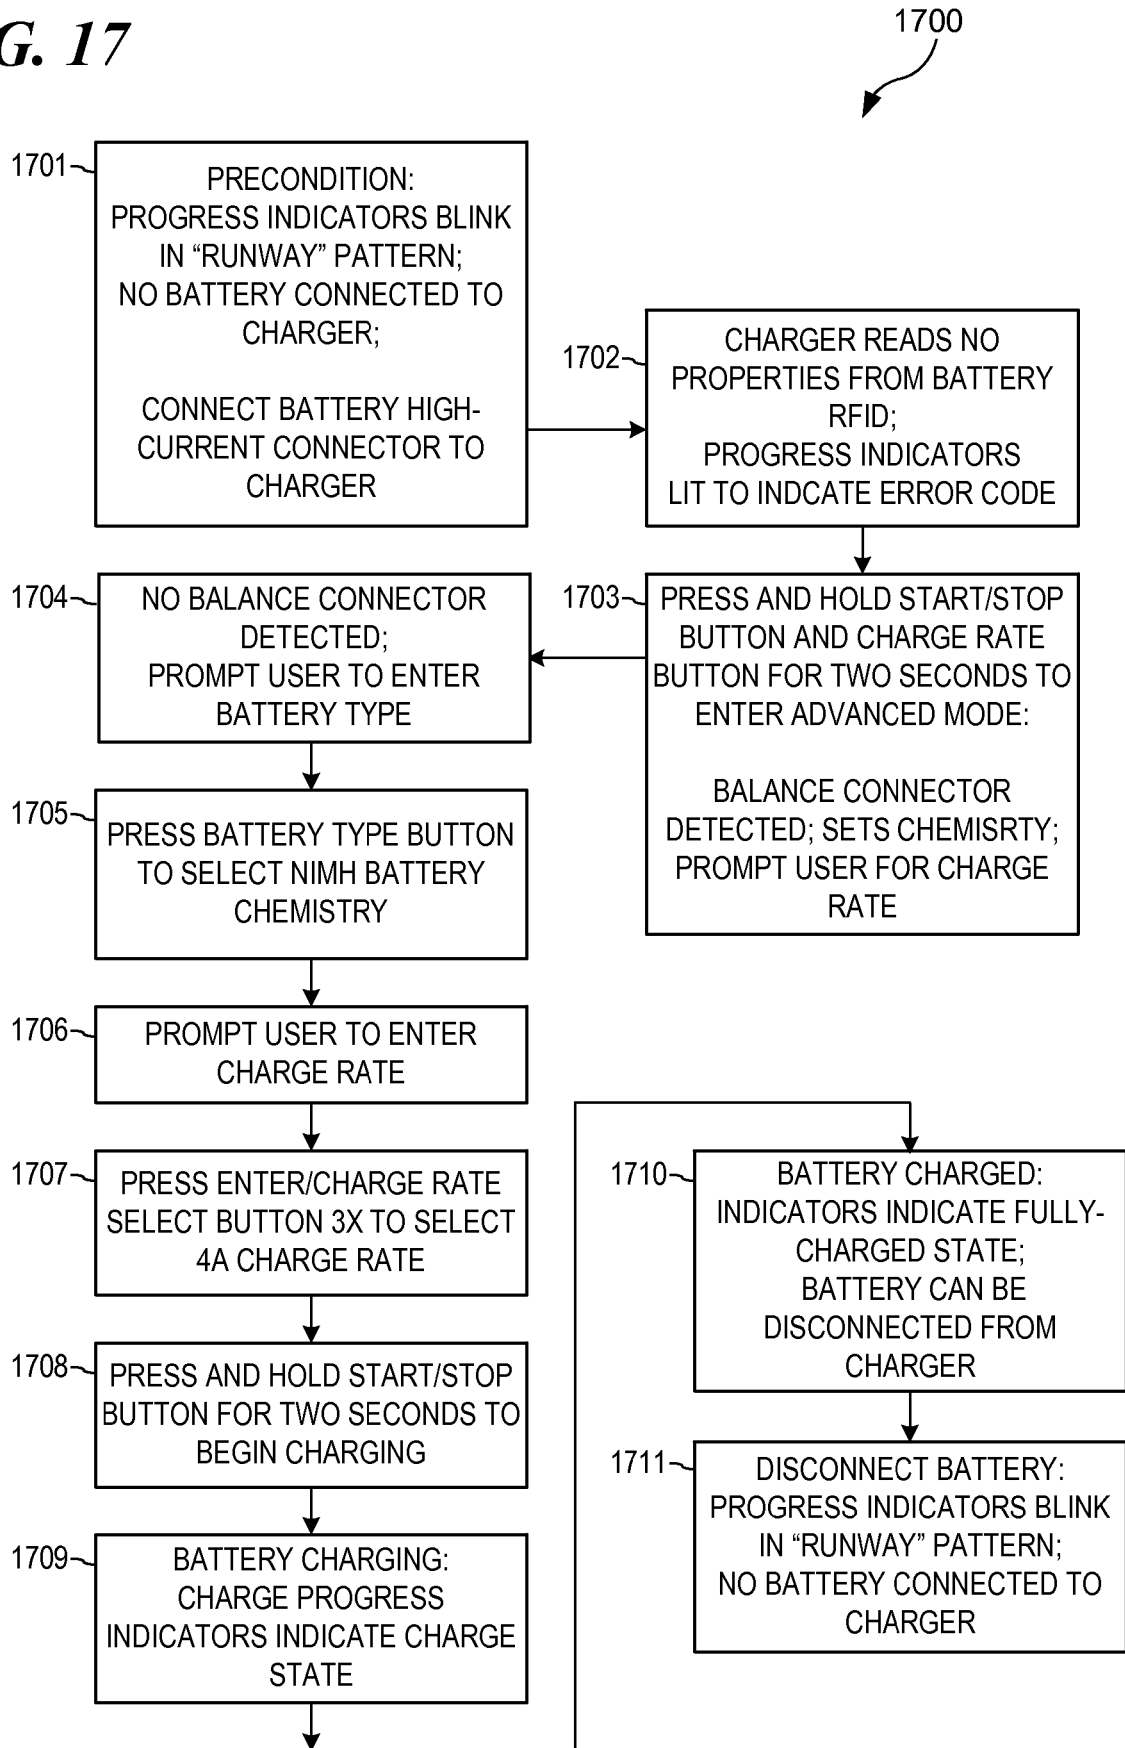 G. 17
1700
1701
PRECONDITION:
PROGRESS INDICATORS BLINK
IN “RUNWAY” PATTERN;
NO BATTERY CONNECTED TO
CHARGER;
CONNECT BATTERY HIGH-
CURRENT CONNECTOR TO
CHARGER
1702
CHARGER READS NO
PROPERTIES FROM BATTERY
RFID;
PROGRESS INDICATORS
LIT TO INDCATE ERROR CODE
1703
PRESS AND HOLD START/STOP
BUTTON AND CHARGE RATE
BUTTON FOR TWO SECONDS TO
ENTER ADVANCED MODE:
BALANCE CONNECTOR
DETECTED; SETS CHEMISRTY;
PROMPT USER FOR CHARGE
RATE
1704
NO BALANCE CONNECTOR
DETECTED;
PROMPT USER TO ENTER
BATTERY TYPE
1705
PRESS BATTERY TYPE BUTTON
TO SELECT NIMH BATTERY
CHEMISTRY
1706
PROMPT USER TO ENTER
CHARGE RATE
1707
PRESS ENTER/CHARGE RATE
SELECT BUTTON 3X TO SELECT
4A CHARGE RATE
1708
PRESS AND HOLD START/STOP
BUTTON FOR TWO SECONDS TO
BEGIN CHARGING
1709
BATTERY CHARGING:
CHARGE PROGRESS
INDICATORS INDICATE CHARGE
STATE
1710
BATTERY CHARGED:
INDICATORS INDICATE FULLY-
CHARGED STATE;
BATTERY CAN BE
DISCONNECTED FROM
CHARGER
1711
DISCONNECT BATTERY:
PROGRESS INDICATORS BLINK
IN “RUNWAY” PATTERN;
NO BATTERY CONNECTED TO
CHARGER